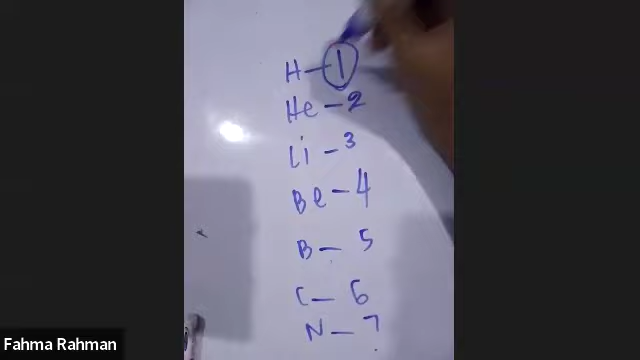 H - 1
He - 2
Li - 3
Be - 4
B - 5
C - 6
N - 7
Fahma Rahman